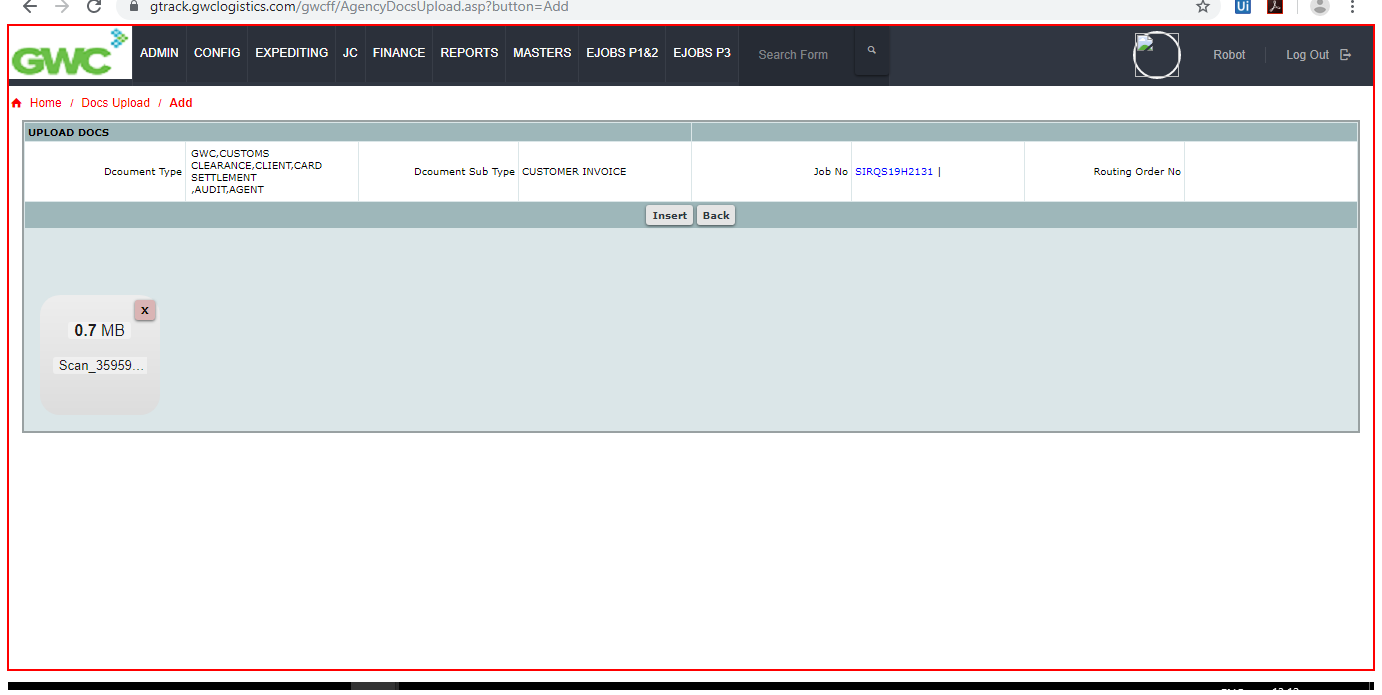 gtrack.gwclogistics.com/gwcff/AgencyDocsUpload.asp?button=Add
Ui
GWC ADMIN CONFIG EXPEDITING JC FINANCE REPORTS MASTERS EJOBS P1&2 EJOBS P3 Search Form Robot Log Out
Home / Docs Upload / Add
UPLOAD DOCS
Dcoument Type
GWC,CUSTOMS
CLEARANCE,CLIENT,CARD
SETTLEMENT
,AUDIT,AGENT
Dcoument Sub Type CUSTOMER INVOICE
Job No SIRQS19H2131 |
Routing Order No
Insert Back
x
0.7 MB
Scan_35959...